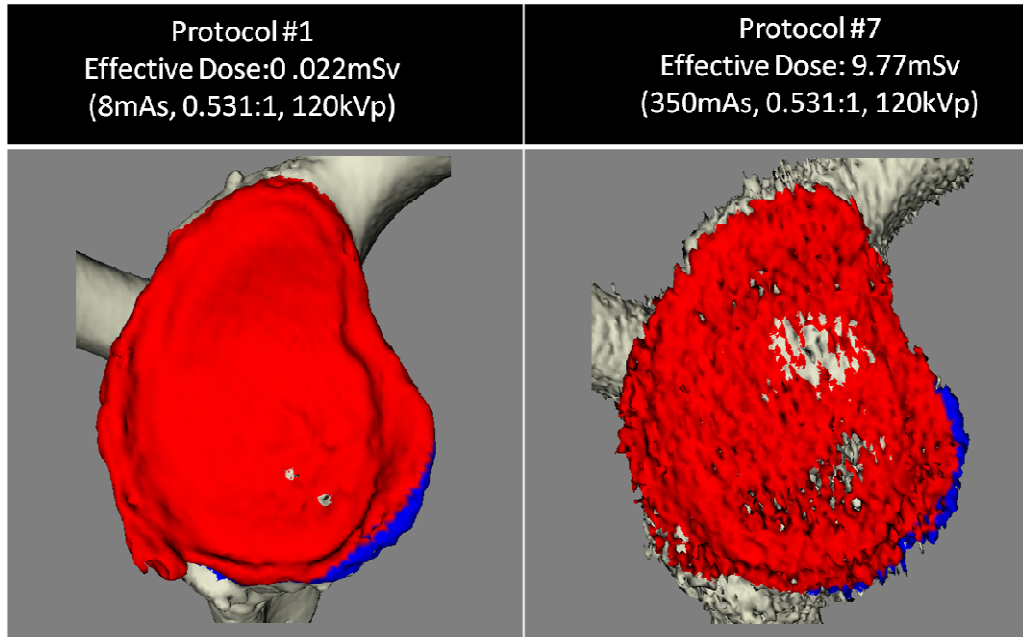 Protocol #1
Effective Dose:0 .022mSv
(8mAs, 0.531:1, 120kVp)
Protocol #7
Effective Dose: 9.77mSv
(350mAs, 0.531:1, 120kVp)